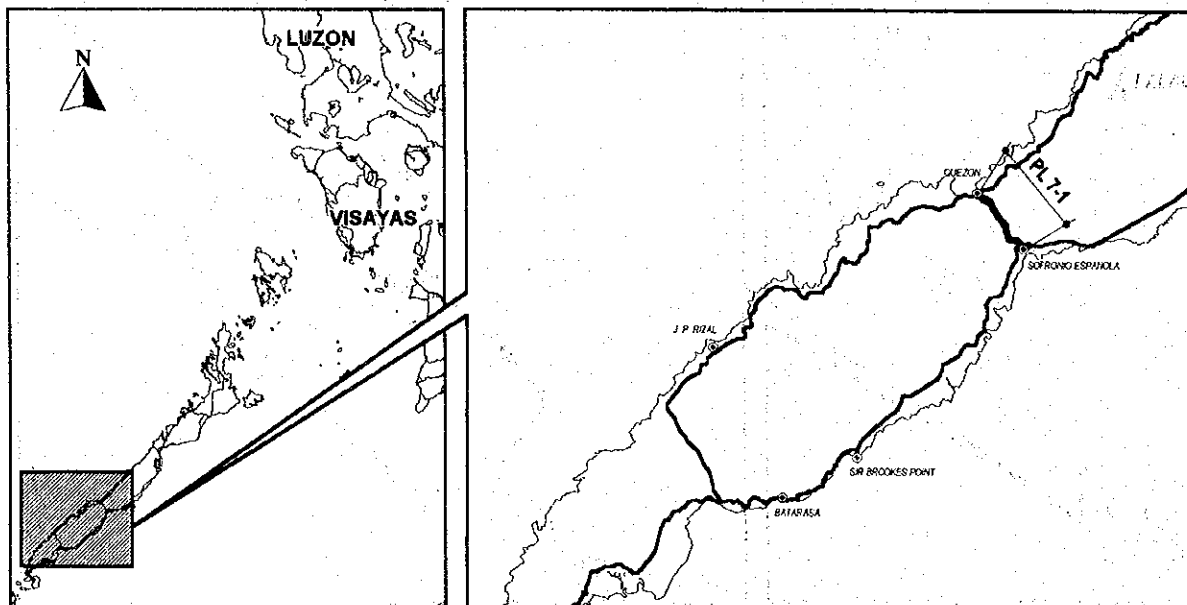 LUZON
N
VISAYAS
QUEZON
PL 7-1
SOFRONIO ESPANOLA
J. P. RIZAL
SIR BROOKES POINT
BATARASA